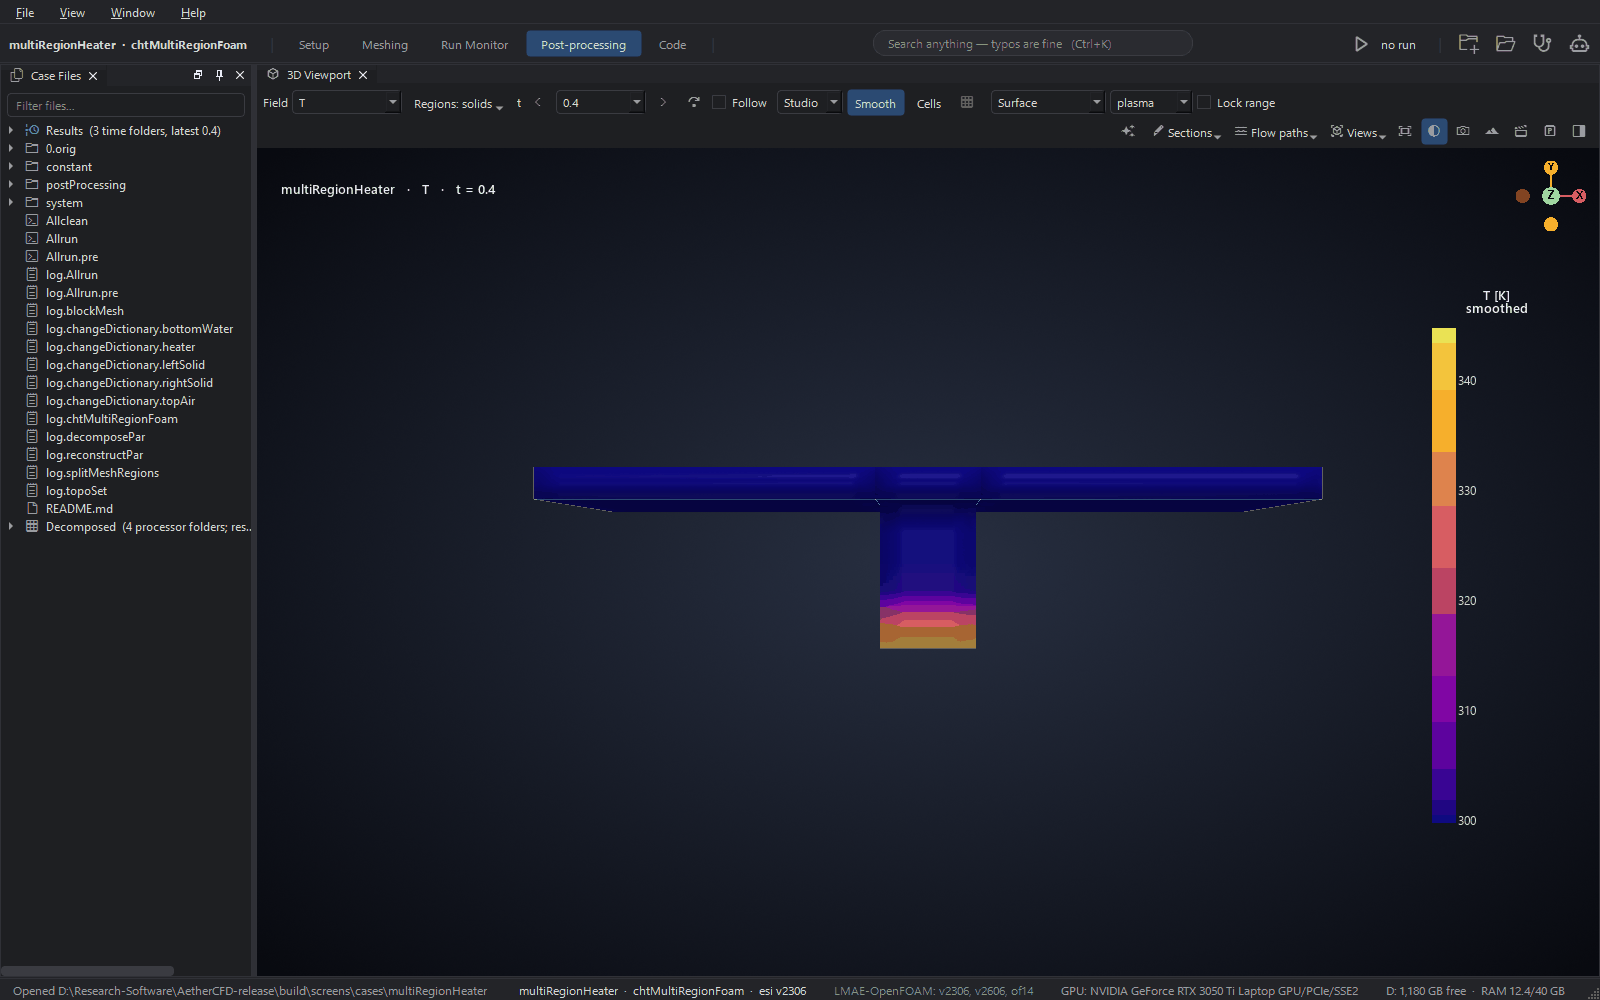 File View Window Help
multiRegionHeater · chtMultiRegionFoam Setup Meshing Run Monitor Post-processing Code Search anything — typos are fine (Ctrl+K) no run
Case Files
3D Viewport
Filter files...
Field T Regions: solids t 0.4 Follow Studio Smooth Cells Surface plasma Lock range
Sections Flow paths Views
Results (3 time folders, latest 0.4)
0.orig
constant
postProcessing
system
Allclean
Allrun
Allrun.pre
log.Allrun
log.Allrun.pre
log.blockMesh
log.changeDictionary.bottomWater
log.changeDictionary.heater
log.changeDictionary.leftSolid
log.changeDictionary.rightSolid
log.changeDictionary.topAir
log.chtMultiRegionFoam
log.decomposePar
log.reconstructPar
log.splitMeshRegions
log.topoSet
README.md
Decomposed (4 processor folders; res..
multiRegionHeater · T · t = 0.4
Y
Z X
T [K]
smoothed
340
330
320
310
300
Opened D:\Research-Software\AetherCFD-release\build\screens\cases\multiRegionHeater multiRegionHeater · chtMultiRegionFoam · esi v2306 LMAE-OpenFOAM: v2306, v2606, of14 GPU: NVIDIA GeForce RTX 3050 Ti Laptop GPU/PCIe/SSE2 D: 1,180 GB free · RAM 12.4/40 GB